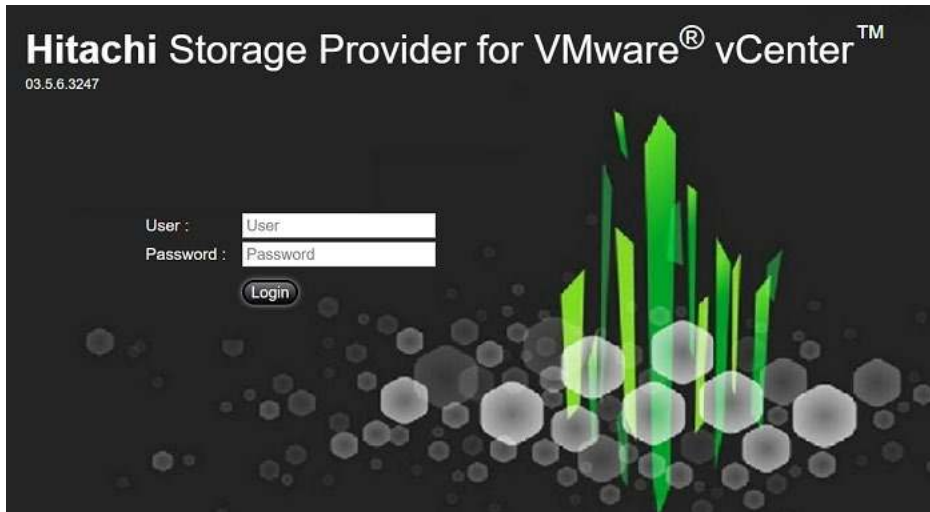 Hitachi Storage Provider for VMware® vCenter™
03.5.6.3247
User : User
Password : Password
Login